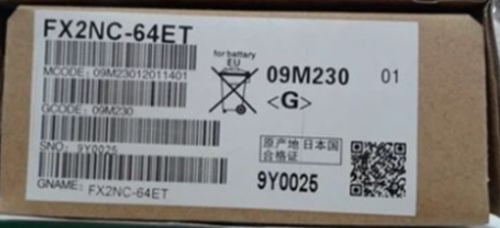 FX2NC-64ET
MCODE: 09M23012011401
GCODE: 09M230
SNO: 9Y0025
GNAME: FX2NC-64ET
for battery
EU
09M230 01
<G>
原产地 日本国
合格证
9Y0025